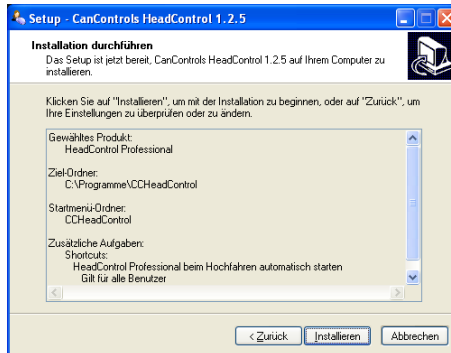 Setup - CanControls HeadControl 1.2.5
Installation durchführen
Das Setup ist jetzt bereit, CanControls HeadControl 1.2.5 auf Ihrem Computer zu
installieren.
Klicken Sie auf "Installieren", um mit der Installation zu beginnen, oder auf "Zurück", um
Ihre Einstellungen zu überprüfen oder zu ändern.
Gewähltes Produkt:
HeadControl Professional
Ziel-Ordner:
C:\Programme\CCHeadControl
Startmenü-Ordner:
CCHeadControl
Zusätzliche Aufgaben:
Shortcuts:
HeadControl Professional beim Hochfahren automatisch starten
Gilt für alle Benutzer
< Zurück Installieren Abbrechen